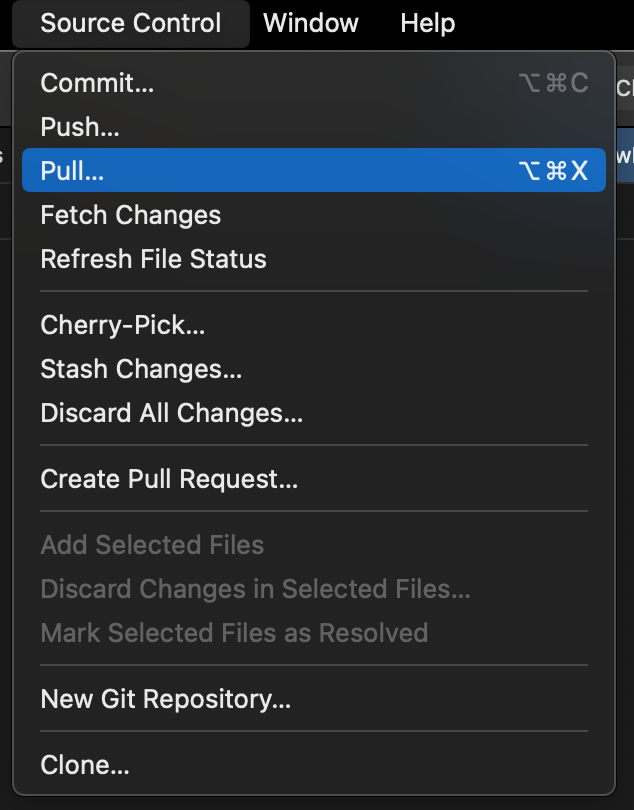 Source Control Window Help
Commit... ⌥⌘C
Push...
Pull... ⌥⌘X
Fetch Changes
Refresh File Status
Cherry-Pick...
Stash Changes...
Discard All Changes...
Create Pull Request...
Add Selected Files
Discard Changes in Selected Files...
Mark Selected Files as Resolved
New Git Repository...
Clone...